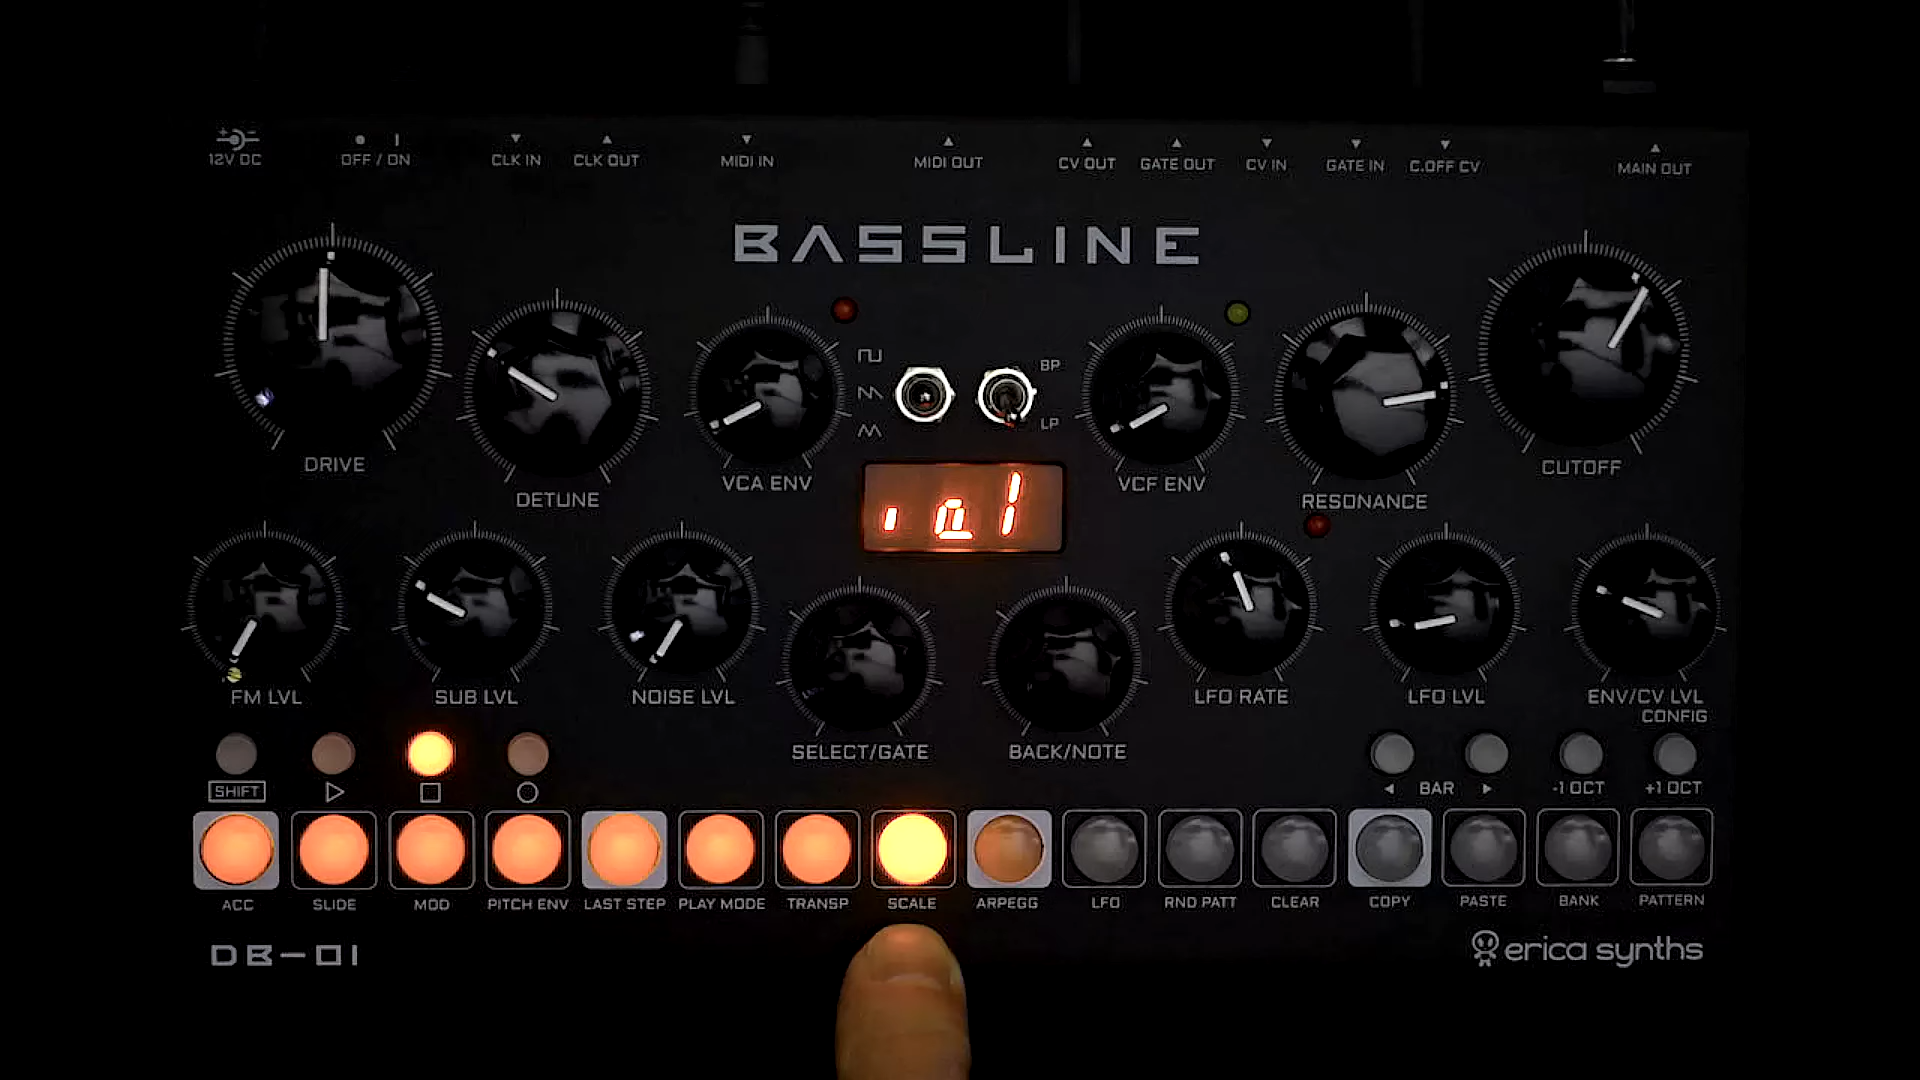 12V DC OFF / ON CLK IN CLK OUT MIDI IN MIDI OUT CV OUT GATE OUT CV IN GATE IN C.OFF CV MAIN OUT
BASSLINE
BP
LP
DRIVE DETUNE VCA ENV VCF ENV RESONANCE CUTOFF
FM LVL SUB LVL NOISE LVL LFO RATE LFO LVL ENV/CV LVL
CONFIG
SELECT/GATE BACK/NOTE
SHIFT BAR -1 OCT +1 OCT
ACC SLIDE MOD PITCH ENV LAST STEP PLAY MODE TRANSP SCALE ARPEGG LFO RND PATT CLEAR COPY PASTE BANK PATTERN
DB-01 erica synths